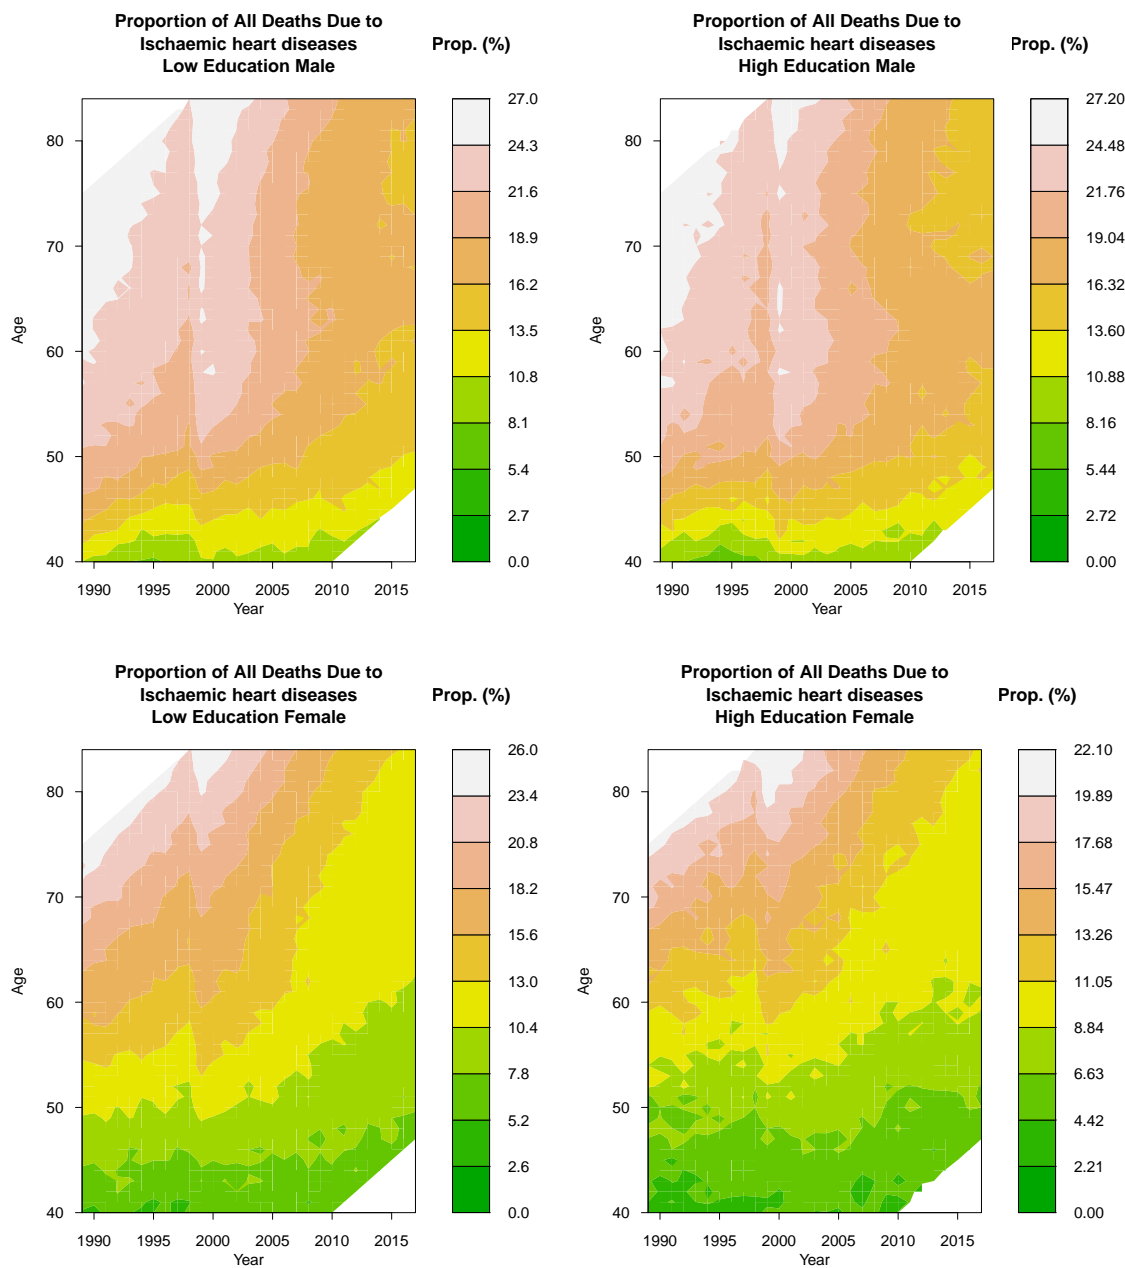 Proportion of All Deaths Due to
Ischaemic heart diseases
Low Education Male
Prop. (%)
27.0
24.3
21.6
18.9
16.2
13.5
10.8
8.1
5.4
2.7
0.0
80
70
60
50
40
Age
1990 1995 2000 2005 2010 2015
Year
Proportion of All Deaths Due to
Ischaemic heart diseases
High Education Male
Prop. (%)
27.20
24.48
21.76
19.04
16.32
13.60
10.88
8.16
5.44
2.72
0.00
80
70
60
50
40
Age
1990 1995 2000 2005 2010 2015
Year
Proportion of All Deaths Due to
Ischaemic heart diseases
Low Education Female
Prop. (%)
26.0
23.4
20.8
18.2
15.6
13.0
10.4
7.8
5.2
2.6
0.0
80
70
60
50
40
Age
1990 1995 2000 2005 2010 2015
Year
Proportion of All Deaths Due to
Ischaemic heart diseases
High Education Female
Prop. (%)
22.10
19.89
17.68
15.47
13.26
11.05
8.84
6.63
4.42
2.21
0.00
80
70
60
50
40
Age
1990 1995 2000 2005 2010 2015
Year